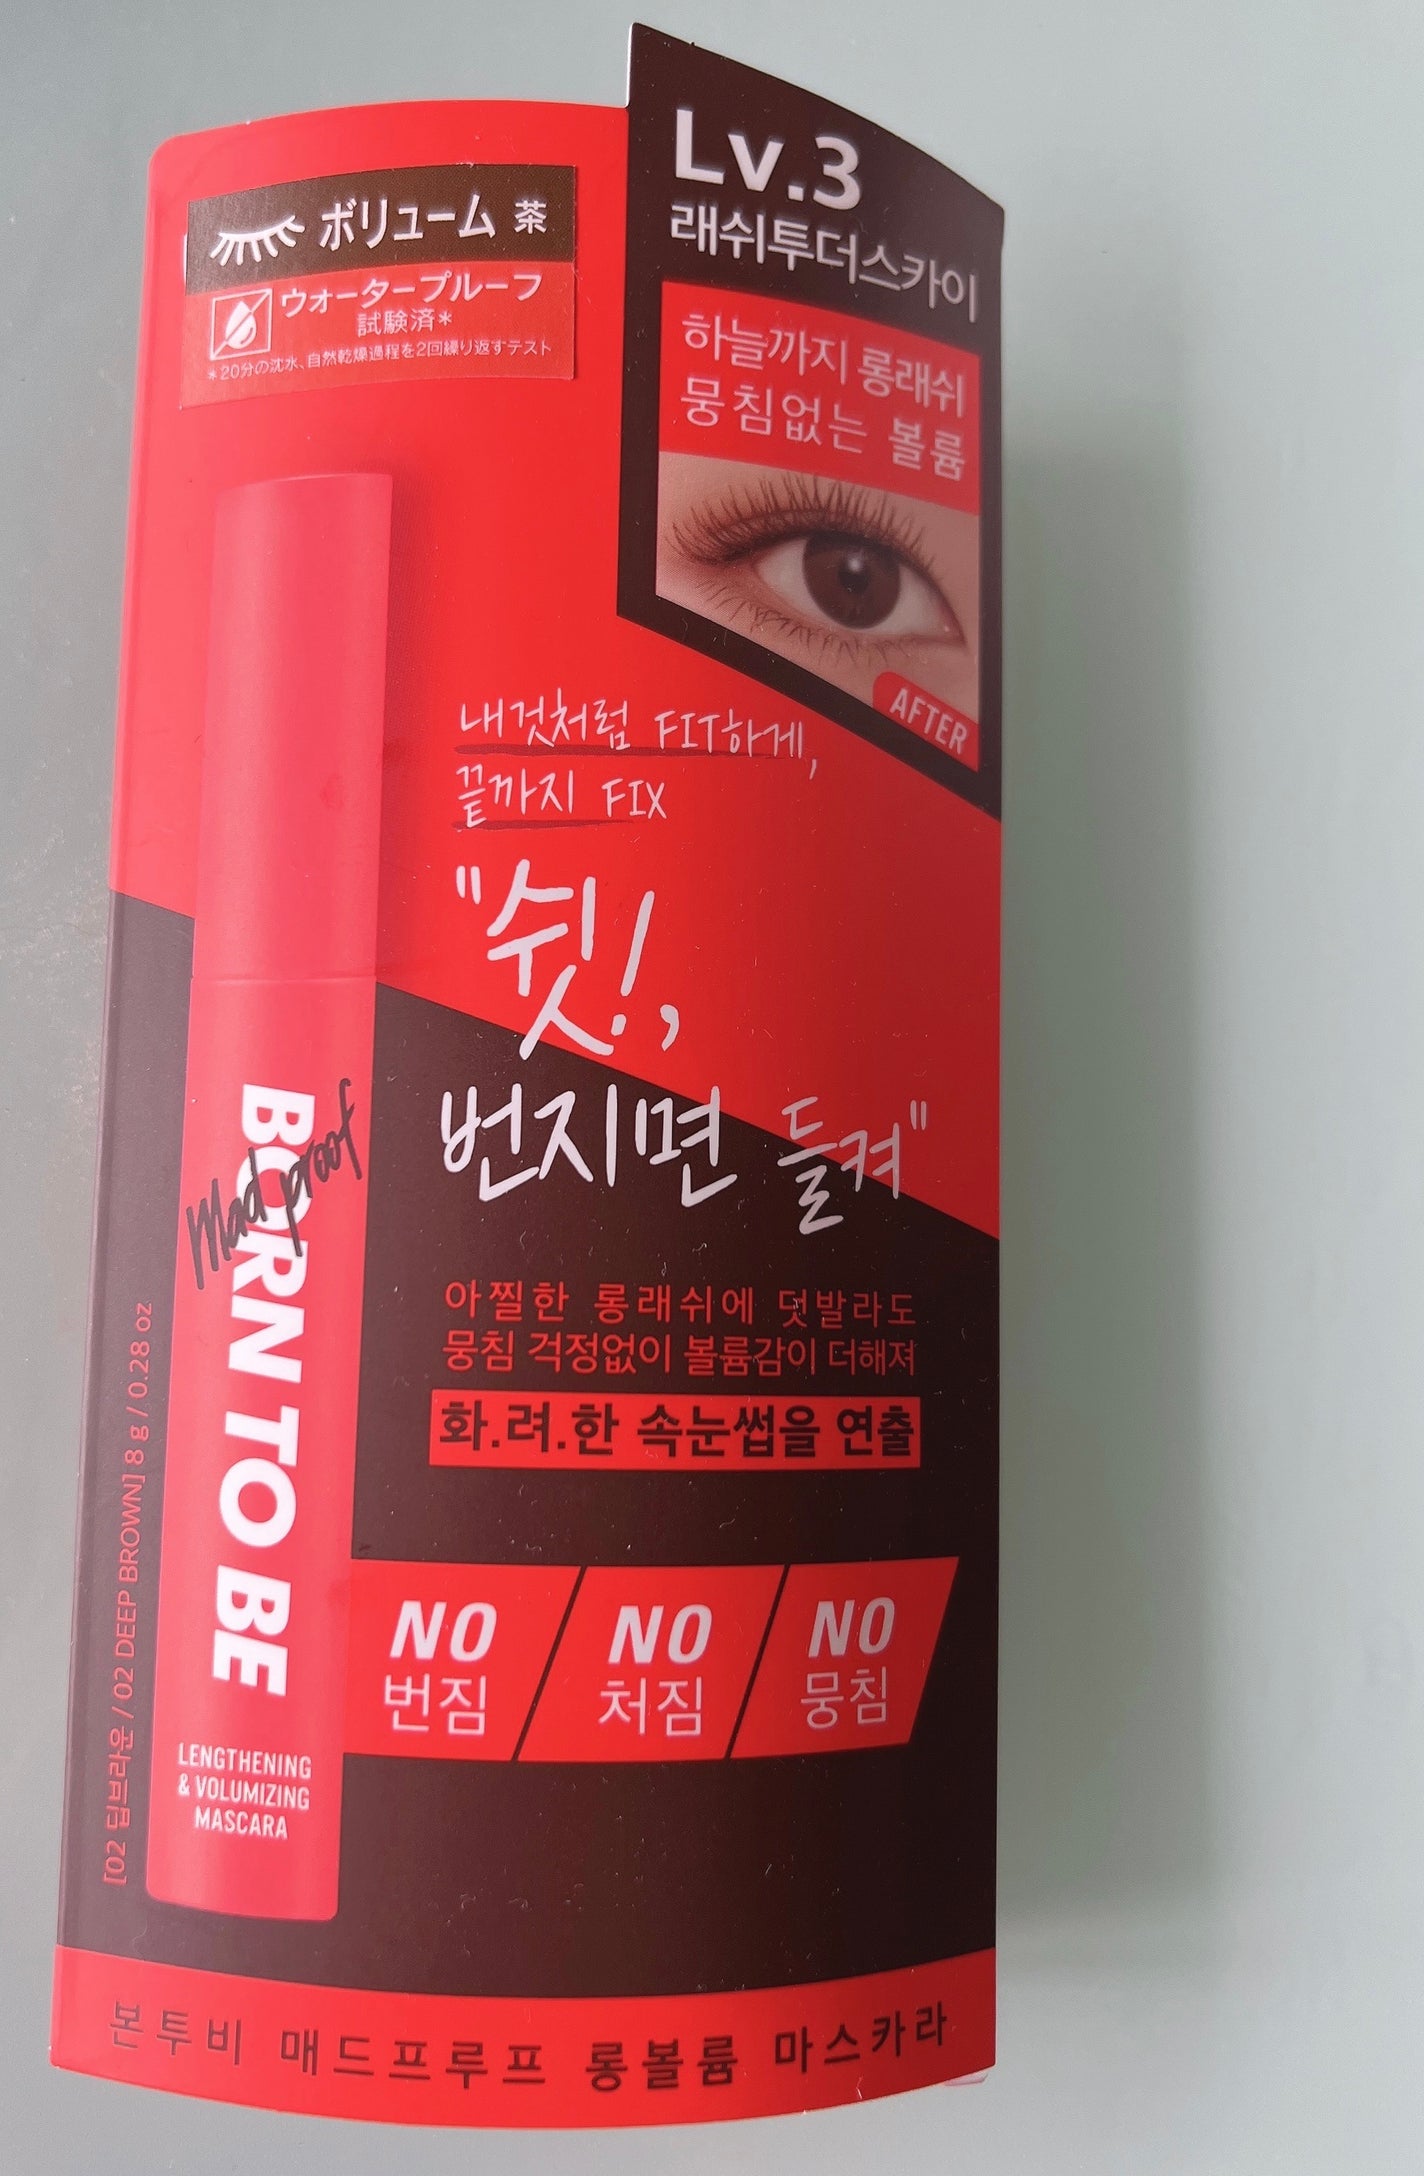 Lv.3
래쉬투더스카이
하늘까지 롱래쉬
뭉침없는 볼륨
AFTER
ボリューム 茶
ウォータープルーフ
試験済*
*20分の沈水、自然乾燥過程を2回繰り返すテスト
내것처럼 FIT하게,
끝까지 FIX
"쉿!,
번지면 들켜"
아찔한 롱래쉬에 덧발라도
뭉침 걱정없이 볼륨감이 더해져
화.려.한 속눈썹을 연출
NO
번짐
NO
처짐
NO
뭉침
Mad proof
BORN TO BE
LENGTHENING
& VOLUMIZING
MASCARA
[02 딥브라운 / 02 DEEP BROWN] 8 g / 0.28 oz
본투비 매드프루프 롱볼륨 마스카라